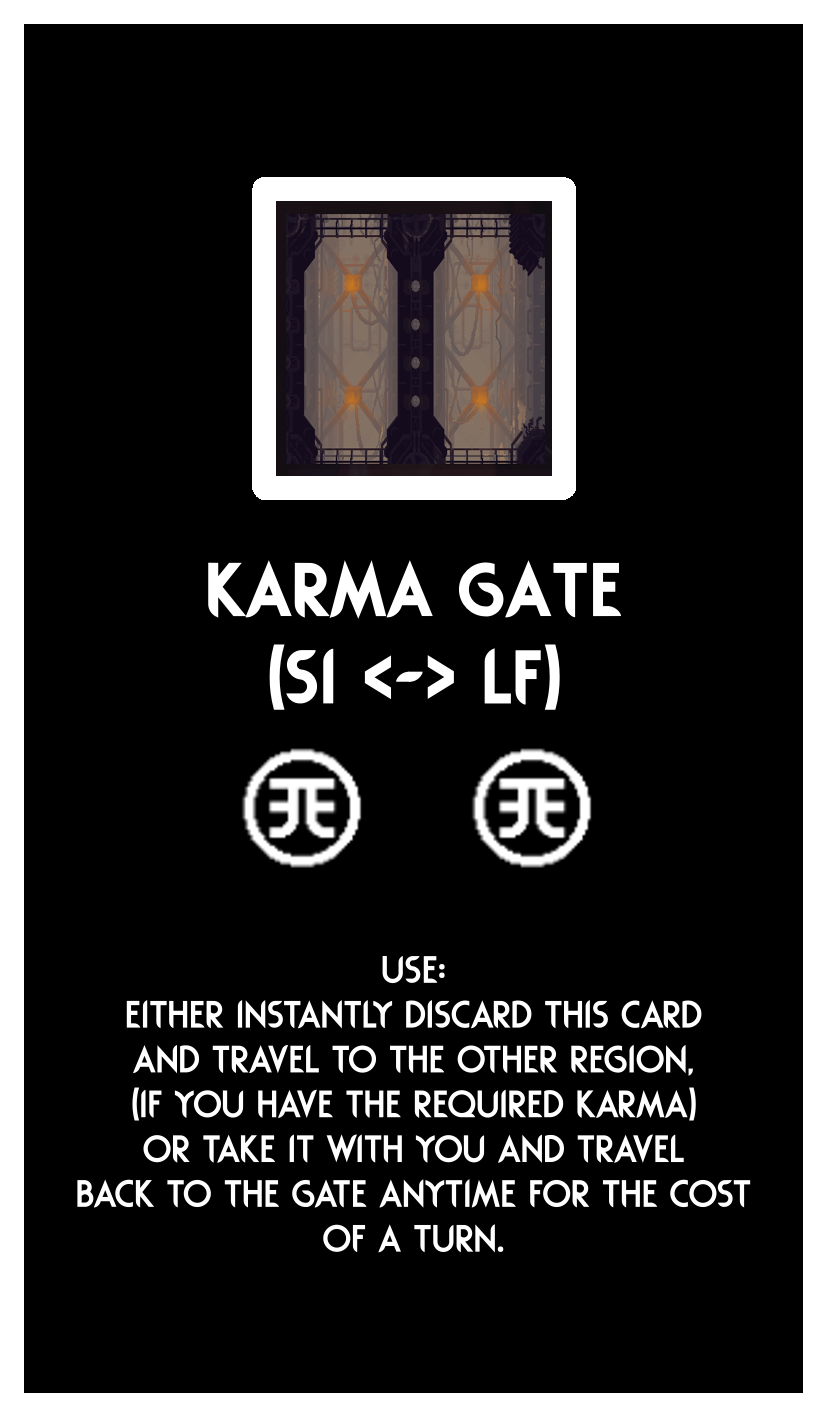 KARMA GATE
(SI <-> LF)
USE:
EITHER INSTANTLY DISCARD THIS CARD
AND TRAVEL TO THE OTHER REGION,
(IF YOU HAVE THE REQUIRED KARMA)
OR TAKE IT WITH YOU AND TRAVEL
BACK TO THE GATE ANYTIME FOR THE COST
OF A TURN.